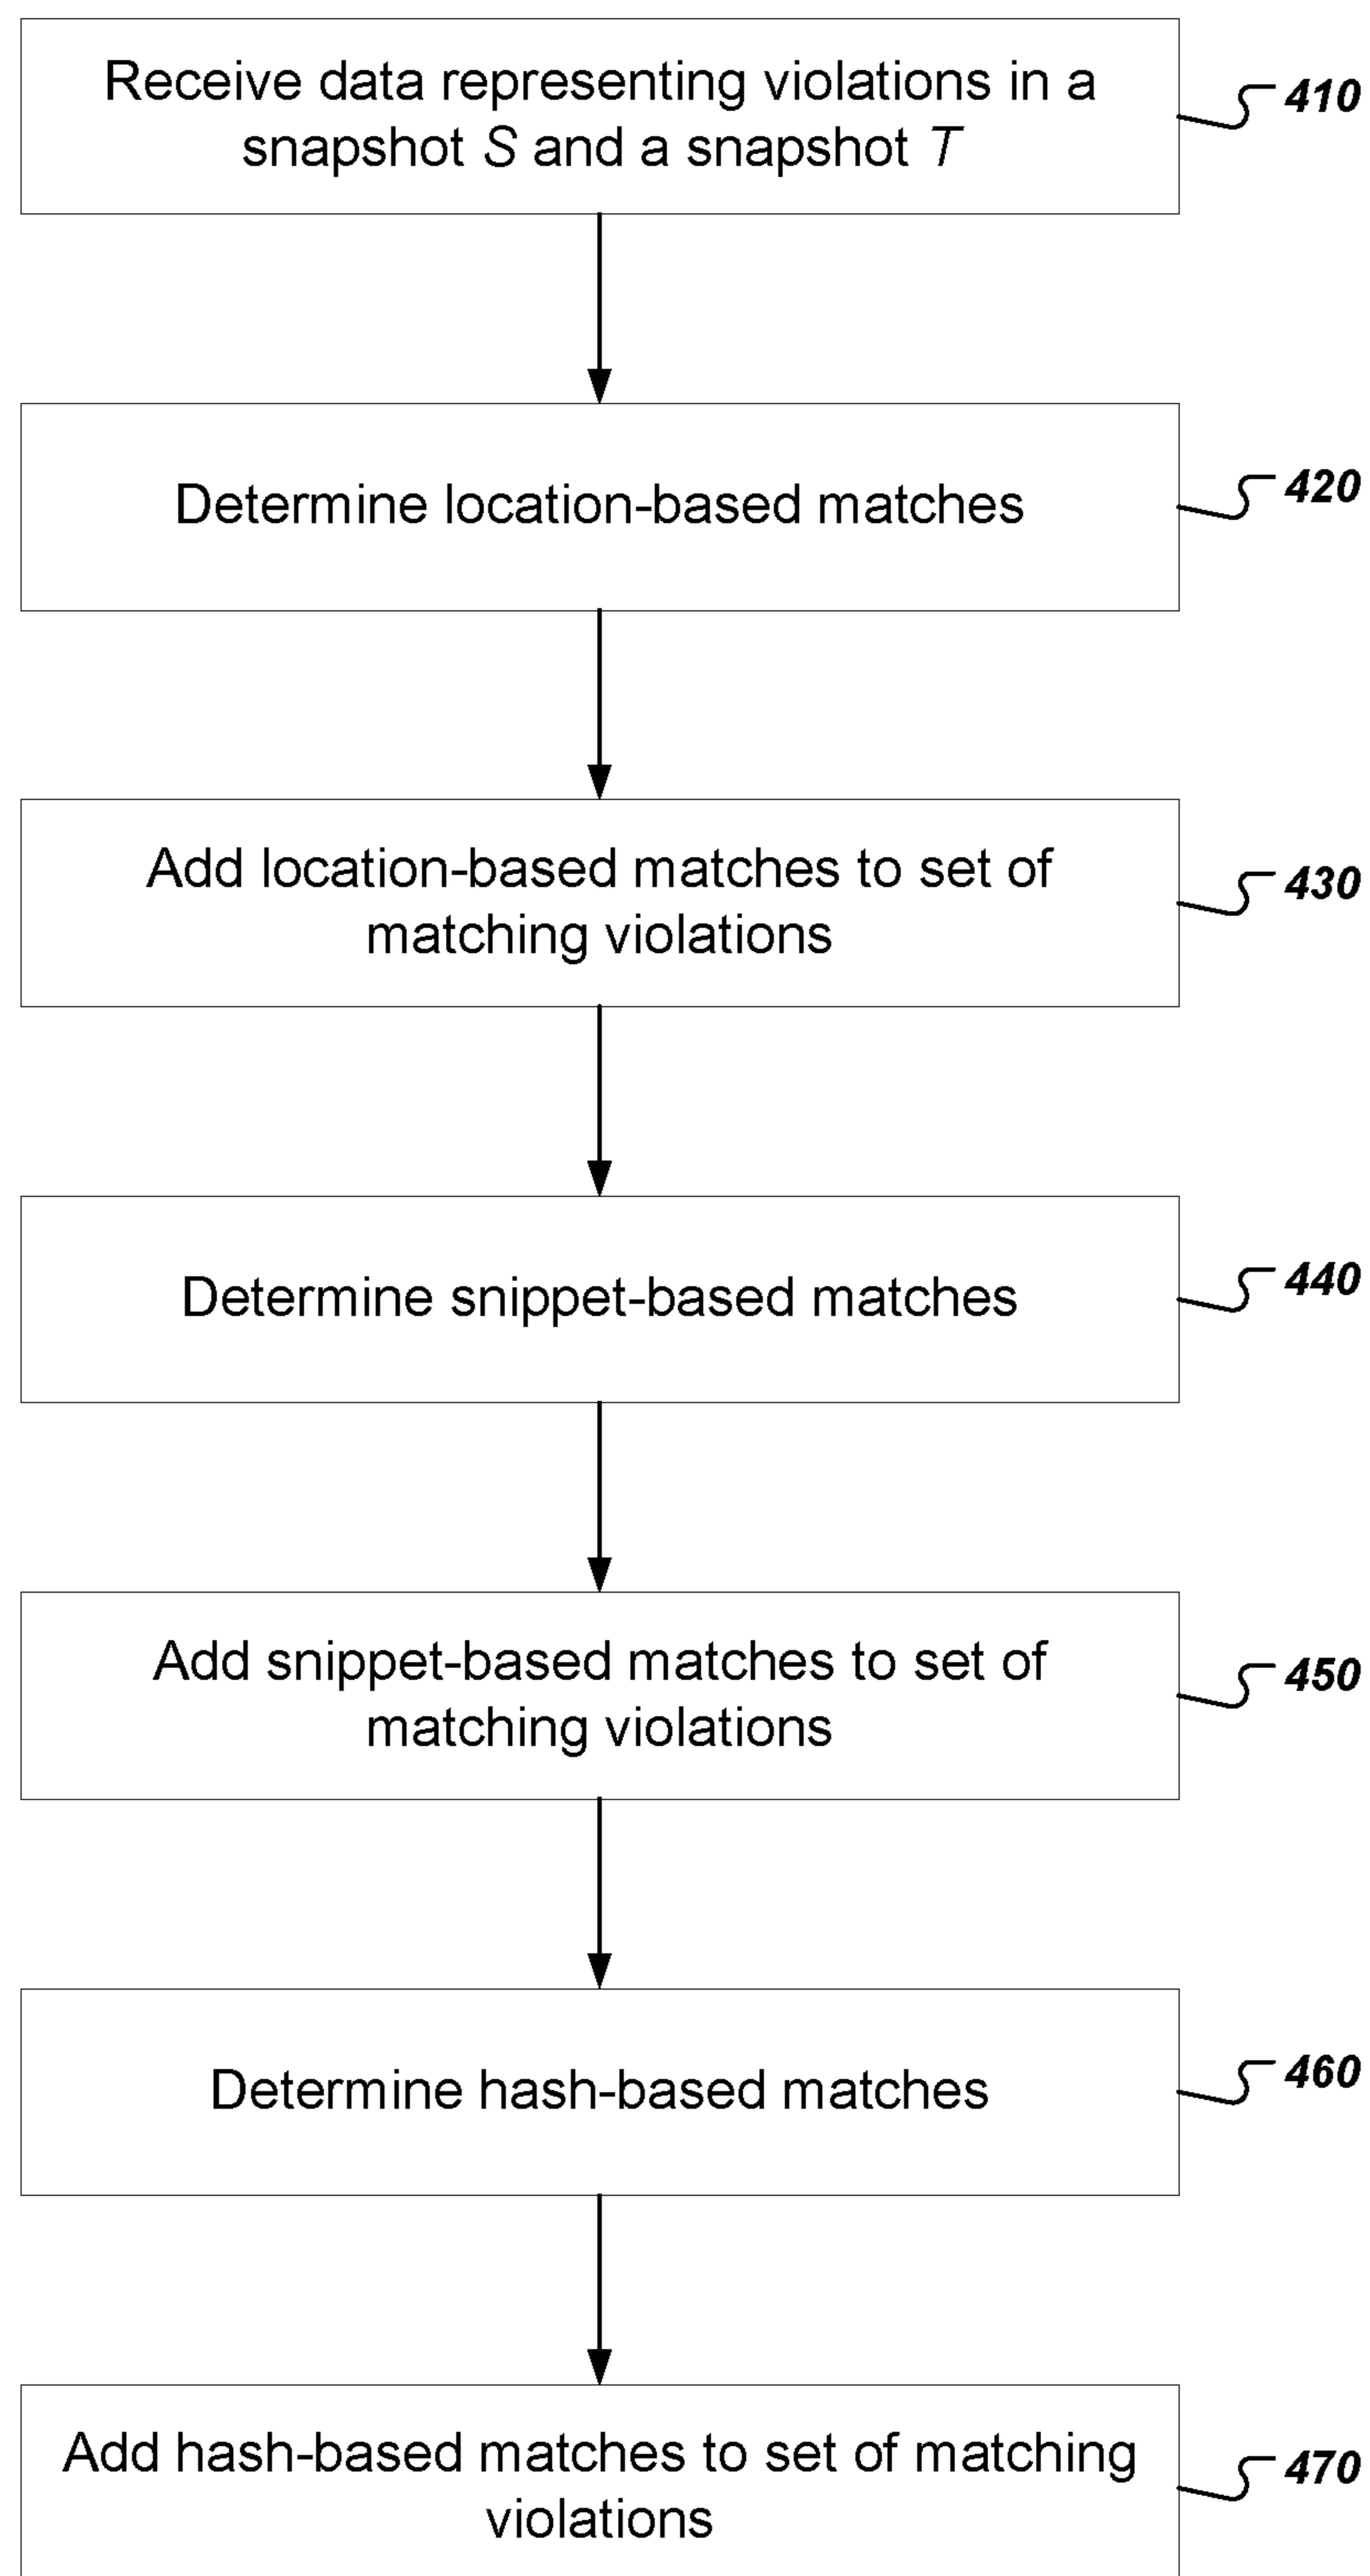 Receive data representing violations in a
snapshot S and a snapshot T
410
Determine location-based matches
420
Add location-based matches to set of
matching violations
430
Determine snippet-based matches
440
Add snippet-based matches to set of
matching violations
450
Determine hash-based matches
460
Add hash-based matches to set of matching
violations
470